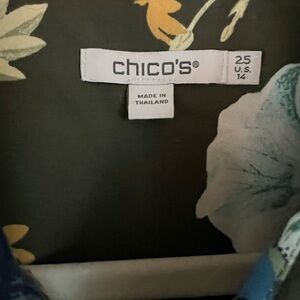 chico's®
2.5
U.S.
14
MADE IN
THAILAND